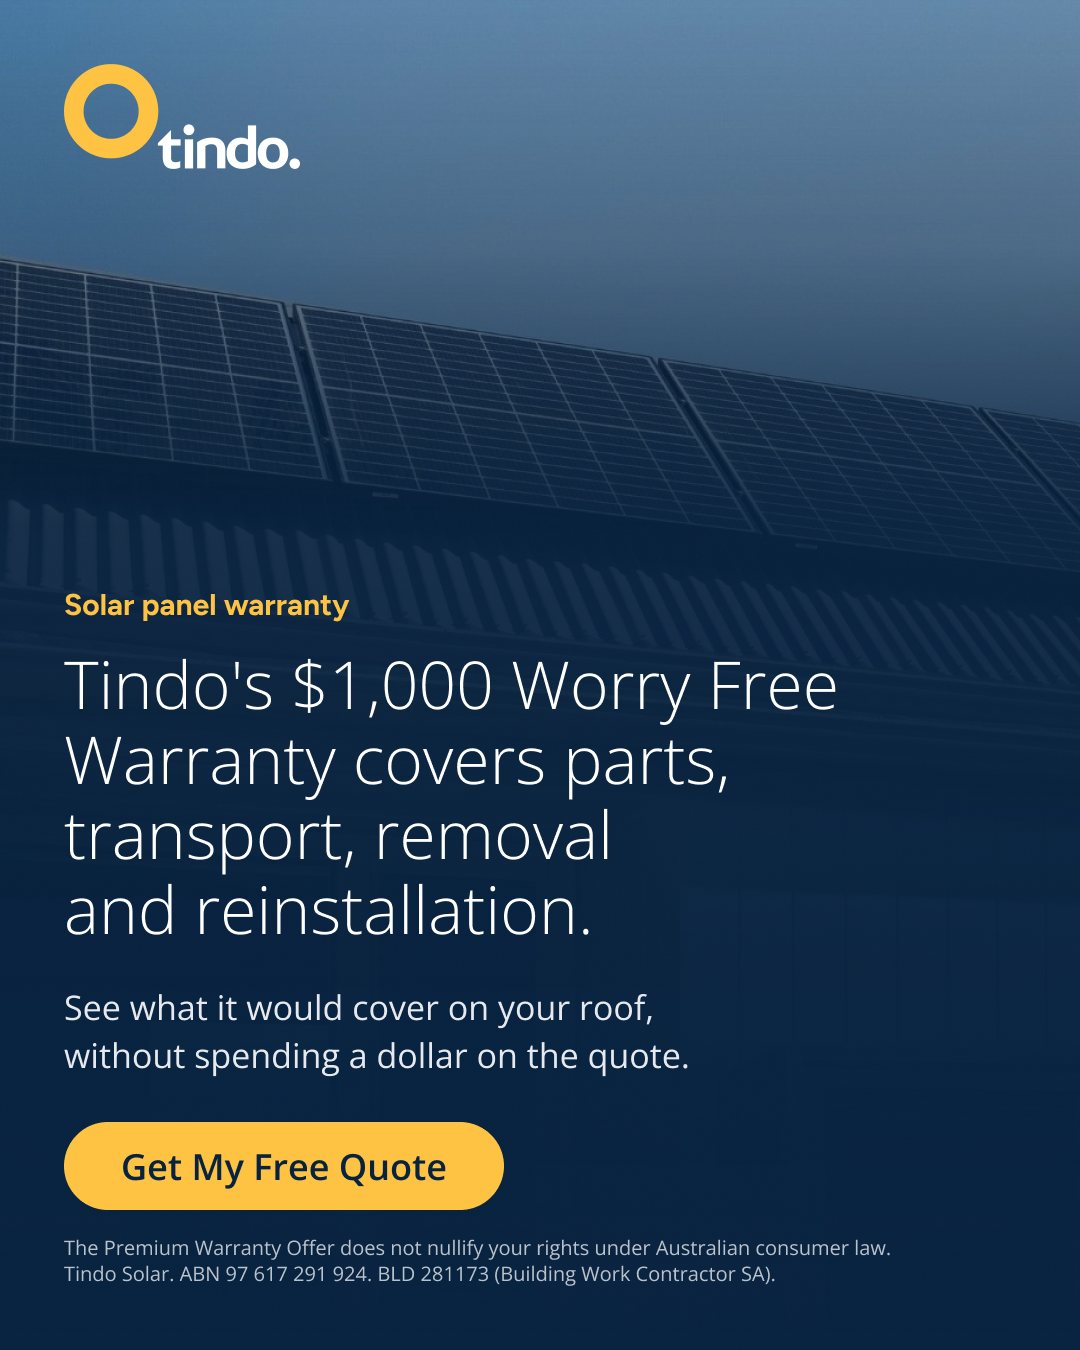 tindo.
Solar panel warranty
Tindo's $1,000 Worry Free
Warranty covers parts,
transport, removal
and reinstallation.
See what it would cover on your roof,
without spending a dollar on the quote.
Get My Free Quote
The Premium Warranty Offer does not nullify your rights under Australian consumer law.
Tindo Solar. ABN 97 617 291 924. BLD 281173 (Building Work Contractor SA).